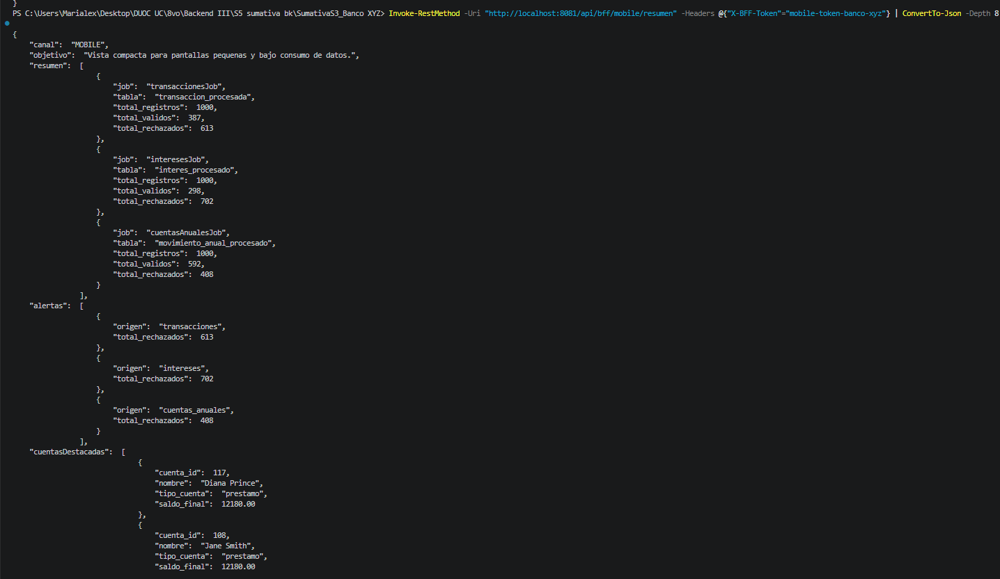 }
PS C:\Users\Marialex\Desktop\DUOC UC\8vo\Backend III\S5 sumativa bk\SumativaS3_Banco XYZ> Invoke-RestMethod -Uri "http://localhost:8081/api/bff/mobile/resumen" -Headers @{"X-BFF-Token"="mobile-token-banco-xyz"} | ConvertTo-Json -Depth 8
{
"canal": "MOBILE",
"objetivo": "Vista compacta para pantallas pequenas y bajo consumo de datos.",
"resumen": [
{
"job": "transaccionesJob",
"tabla": "transaccion_procesada",
"total_registros": 1000,
"total_validos": 387,
"total_rechazados": 613
},
{
"job": "interesesJob",
"tabla": "interes_procesado",
"total_registros": 1000,
"total_validos": 298,
"total_rechazados": 702
},
{
"job": "cuentasAnualesJob",
"tabla": "movimiento_anual_procesado",
"total_registros": 1000,
"total_validos": 592,
"total_rechazados": 408
}
],
"alertas": [
{
"origen": "transacciones",
"total_rechazados": 613
},
{
"origen": "intereses",
"total_rechazados": 702
},
{
"origen": "cuentas_anuales",
"total_rechazados": 408
}
],
"cuentasDestacadas": [
{
"cuenta_id": 117,
"nombre": "Diana Prince",
"tipo_cuenta": "prestamo",
"saldo_final": 12180.00
},
{
"cuenta_id": 108,
"nombre": "Jane Smith",
"tipo_cuenta": "prestamo",
"saldo_final": 12180.00